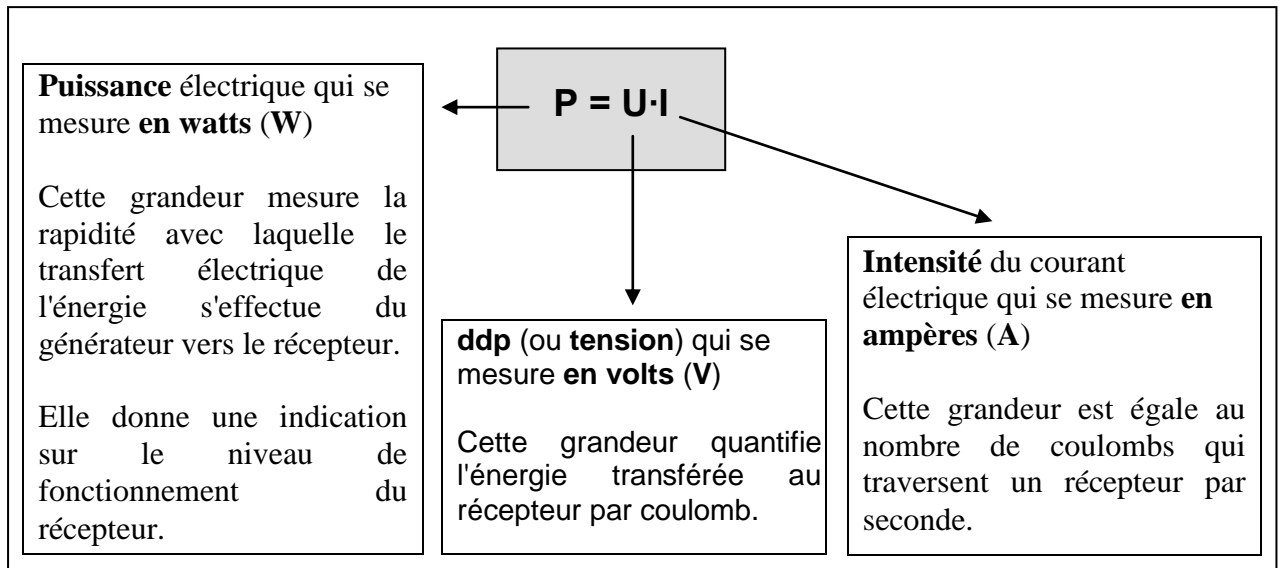 P = U·I
Puissance électrique qui se
mesure en watts (W)
Cette grandeur mesure la
rapidité avec laquelle le
transfert électrique de
l'énergie s'effectue du
générateur vers le récepteur.
Elle donne une indication
sur le niveau de
fonctionnement du
récepteur.
ddp (ou tension) qui se
mesure en volts (V)
Cette grandeur quantifie
l'énergie transférée au
récepteur par coulomb.
Intensité du courant
électrique qui se mesure en
ampères (A)
Cette grandeur est égale au
nombre de coulombs qui
traversent un récepteur par
seconde.